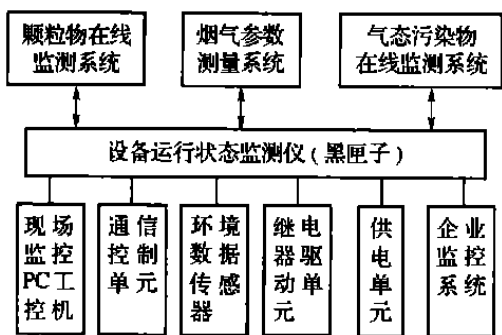 颗粒物在线
监测系统
烟气参数
测量系统
气态污染物
在线监测系统
设备运行状态监测仪(黑匣子)
现场
监控
PC工
控机
通信
控制
单元
环境
数据
传感
器
继电
器驱
动单
元
供
电
单
元
企业
监控
系统